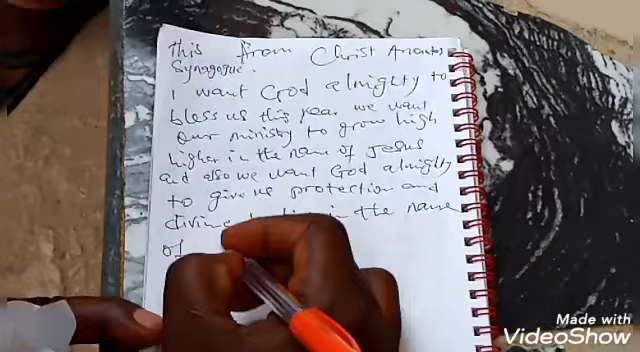 This from Christ
Synagogue.
I want God almighty to
bless us this year we want
our ministry to grow high
higher in the name of Jesus
and also we want God almighty
to give us protection and
divine in the name
of
Made with
VideoShow